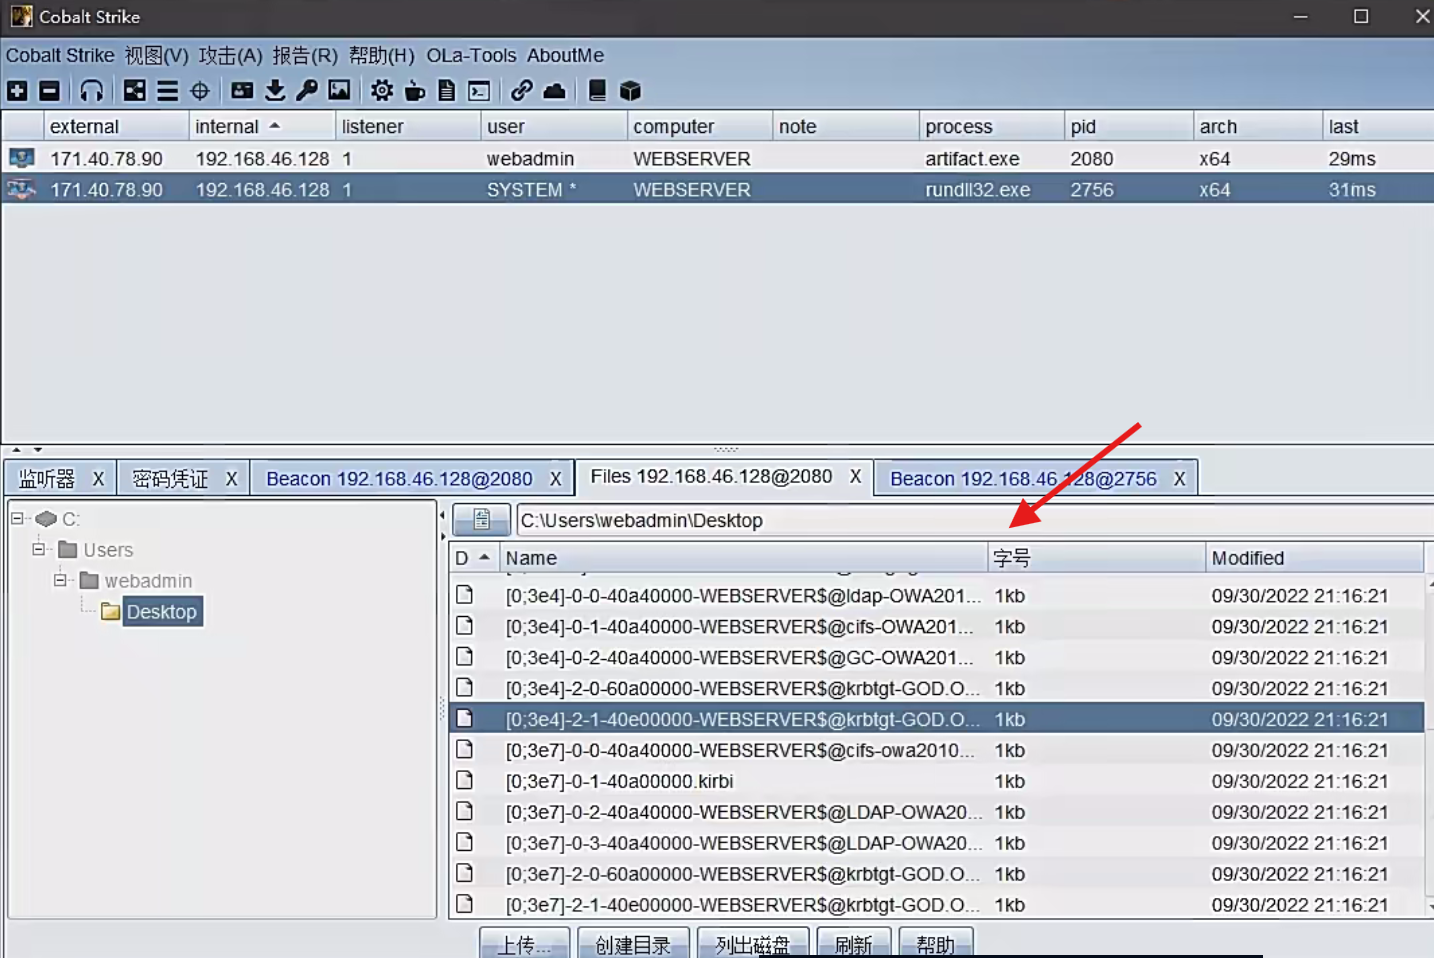 Cobalt Strike
Cobalt Strike 视图(V) 攻击(A) 报告(R) 帮助(H) OLa-Tools AboutMe
external internal listener user computer note process pid arch last
171.40.78.90 192.168.46.128 1 webadmin WEBSERVER artifact.exe 2080 x64 29ms
171.40.78.90 192.168.46.128 1 SYSTEM * WEBSERVER rundll32.exe 2756 x64 31ms
监听器 X 密码凭证 X Beacon 192.168.46.128@2080 X Files 192.168.46.128@2080 X Beacon 192.168.46.128@2756 X
C:
Users
webadmin
Desktop
C:\Users\webadmin\Desktop
D Name 字号 Modified
[0;3e4]-0-0-40a40000-WEBSERVER$@ldap-OWA201... 1kb 09/30/2022 21:16:21
[0;3e4]-0-1-40a40000-WEBSERVER$@cifs-OWA201... 1kb 09/30/2022 21:16:21
[0;3e4]-0-2-40a40000-WEBSERVER$@GC-OWA201... 1kb 09/30/2022 21:16:21
[0;3e4]-2-0-60a00000-WEBSERVER$@krbtgt-GOD.O... 1kb 09/30/2022 21:16:21
[0;3e4]-2-1-40e00000-WEBSERVER$@krbtgt-GOD.O... 1kb 09/30/2022 21:16:21
[0;3e7]-0-0-40a40000-WEBSERVER$@cifs-owa2010... 1kb 09/30/2022 21:16:21
[0;3e7]-0-1-40a00000.kirbi 1kb 09/30/2022 21:16:21
[0;3e7]-0-2-40a40000-WEBSERVER$@LDAP-OWA20... 1kb 09/30/2022 21:16:21
[0;3e7]-0-3-40a40000-WEBSERVER$@LDAP-OWA20... 1kb 09/30/2022 21:16:21
[0;3e7]-2-0-60a00000-WEBSERVER$@krbtgt-GOD.O... 1kb 09/30/2022 21:16:21
[0;3e7]-2-1-40e00000-WEBSERVER$@krbtgt-GOD.O... 1kb 09/30/2022 21:16:21
上传... 创建目录 列出磁盘 刷新 帮助